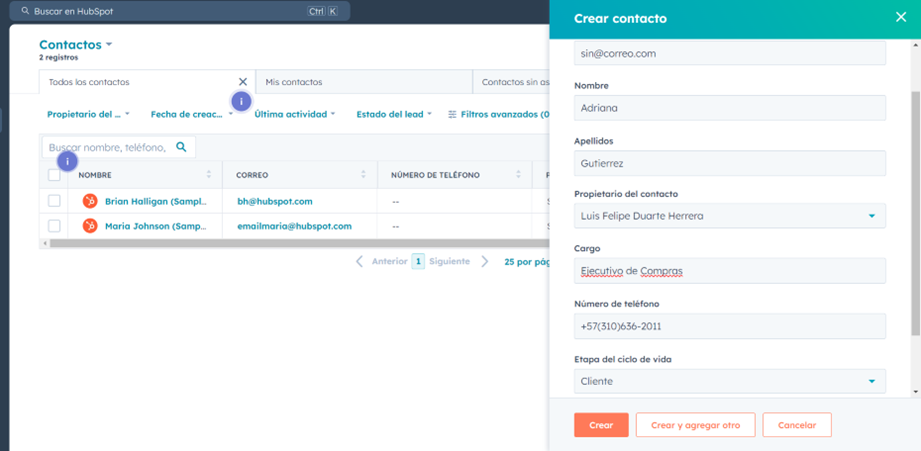 Buscar en HubSpot
Ctrl K
Contactos
2 registros
Todos los contactos
Mis contactos
Contactos sin as
Propietario del ...
Fecha de creac...
Última actividad
Estado del lead
Filtros avanzados (0
Buscar nombre, teléfono,
NOMBRE
CORREO
NÚMERO DE TELÉFONO
Brian Halligan (Sampl...
bh@hubspot.com
--
Maria Johnson (Samp...
emailmaria@hubspot.com
--
Anterior
1
Siguiente
25 por pág
Crear contacto
sin@correo.com
Nombre
Adriana
Apellidos
Gutierrez
Propietario del contacto
Luis Felipe Duarte Herrera
Cargo
Ejecutivo de Compras
Número de teléfono
+57(310)636-2011
Etapa del ciclo de vida
Cliente
Crear
Crear y agregar otro
Cancelar